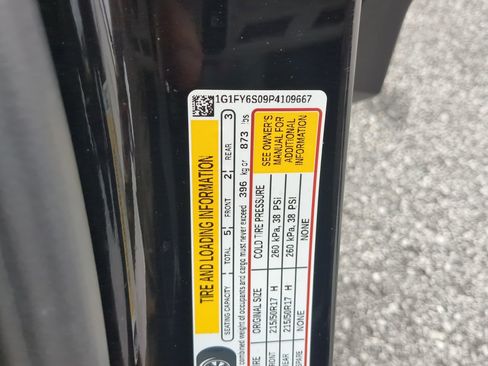 1G1FY6S09P4109667
TIRE AND LOADING INFORMATION
SEATING CAPACITY TOTAL 5 FRONT 2 REAR 3
combined weight of occupants and cargo must never exceed 396 kg or 873 lbs
ORIGINAL SIZE COLD TIRE PRESSURE
215/50R17 H 260 kPa, 38 PSI
215/50R17 H 260 kPa, 38 PSI
NONE NONE
SEE OWNER'S
MANUAL FOR
ADDITIONAL
INFORMATION